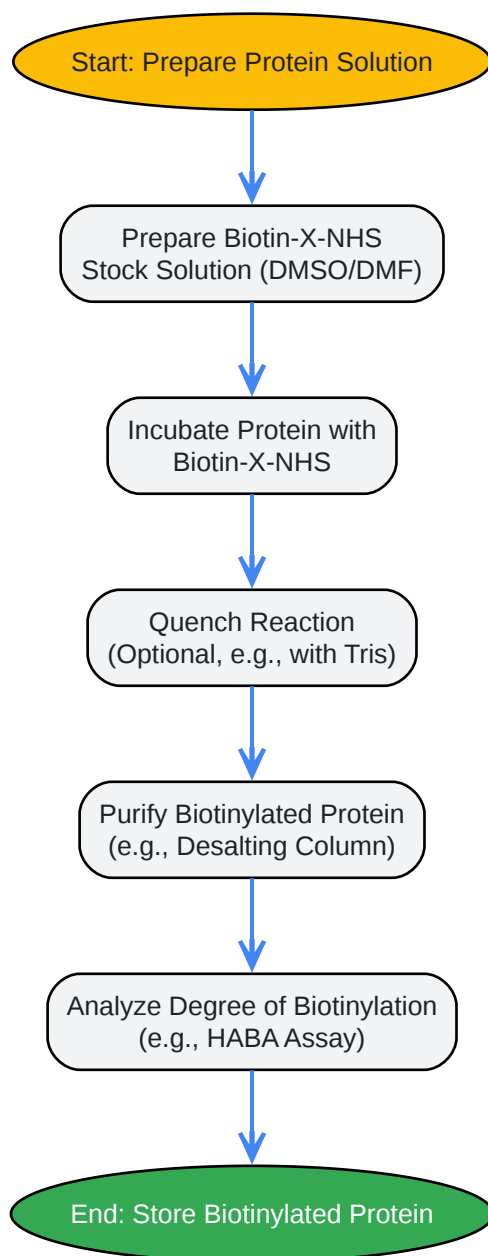 Start: Prepare Protein Solution
Prepare Biotin-X-NHS
Stock Solution (DMSO/DMF)
Incubate Protein with
Biotin-X-NHS
Quench Reaction
(Optional, e.g., with Tris)
Purify Biotinylated Protein
(e.g., Desalting Column)
Analyze Degree of Biotinylation
(e.g., HABA Assay)
End: Store Biotinylated Protein